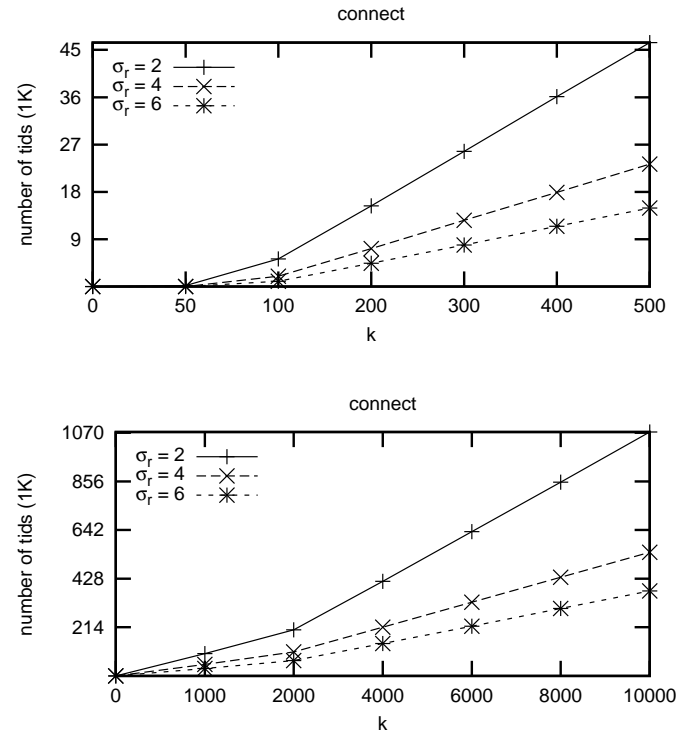 connect
number of tids (1K)
45
36
27
18
9
σr = 2
σr = 4
σr = 6
0 50 100 200 300 400 500
k
connect
number of tids (1K)
1070
856
642
428
214
σr = 2
σr = 4
σr = 6
0 1000 2000 4000 6000 8000 10000
k